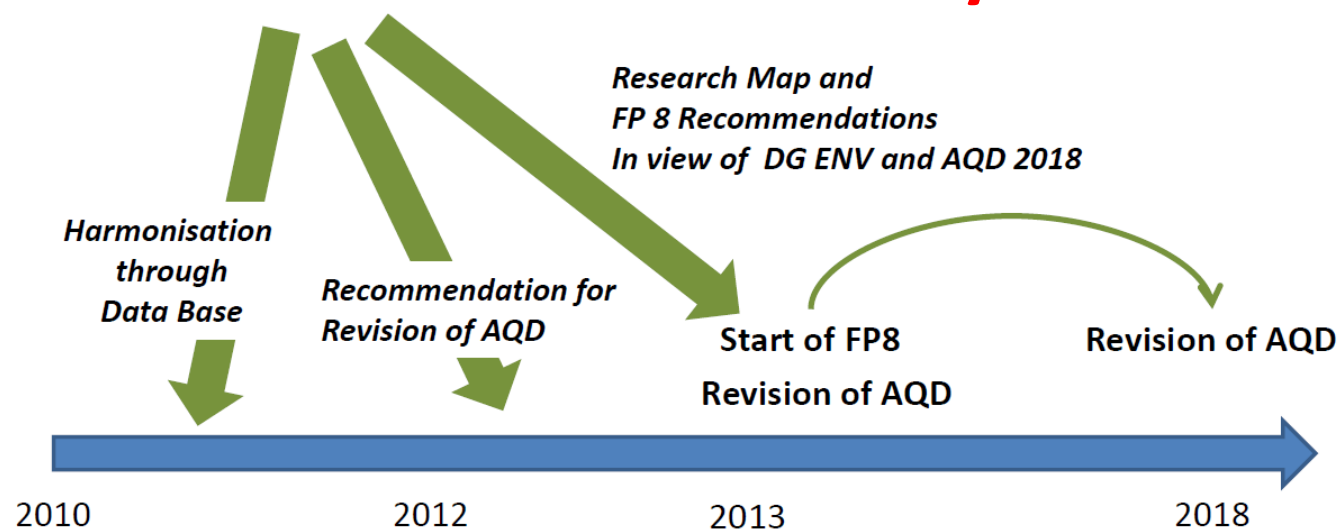 Research Map and
FP 8 Recommendations
In view of DG ENV and AQD 2018
Harmonisation
through
Data Base
Recommendation for
Revision of AQD
Start of FP8
Revision of AQD
Revision of AQD
2010
2012
2013
2018